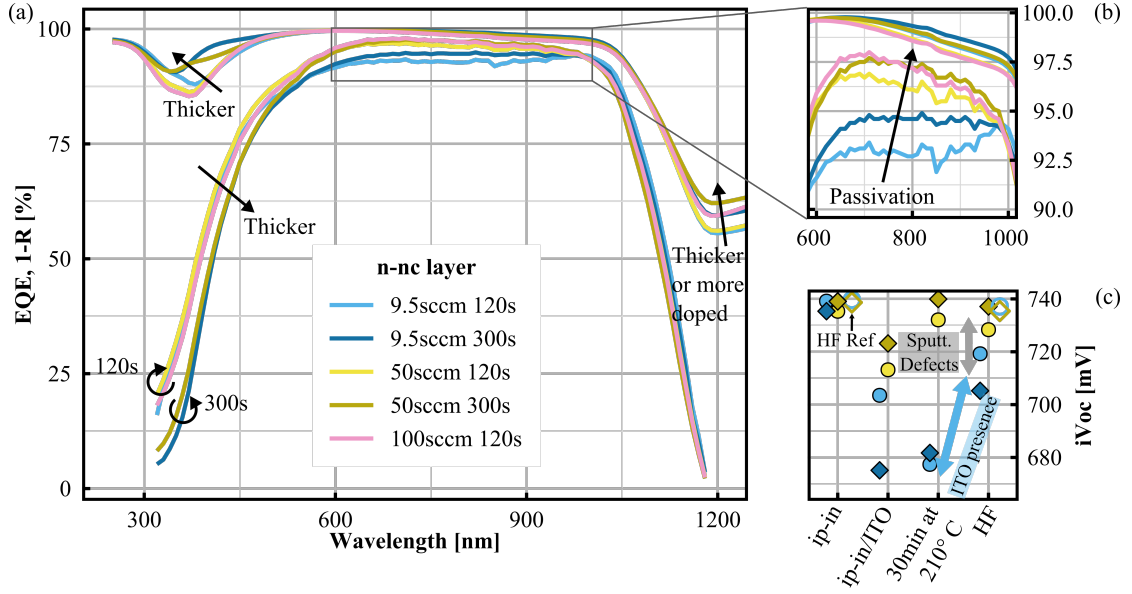 (a)
100
75
50
25
0
EQE, 1-R [%]
300
600
900
1200
Wavelength [nm]
Thicker
Thicker
120s
300s
Thicker
or more
doped
n-nc layer
9.5sccm 120s
9.5sccm 300s
50sccm 120s
50sccm 300s
100sccm 120s
(b)
100.0
97.5
95.0
92.5
90.0
600
800
1000
Passivation
(c)
740
720
700
680
iVoc [mV]
HF Ref
Sputt.
Defects
ITO presence
ip-in
ip-in/ITO
30min at
210° C
HF